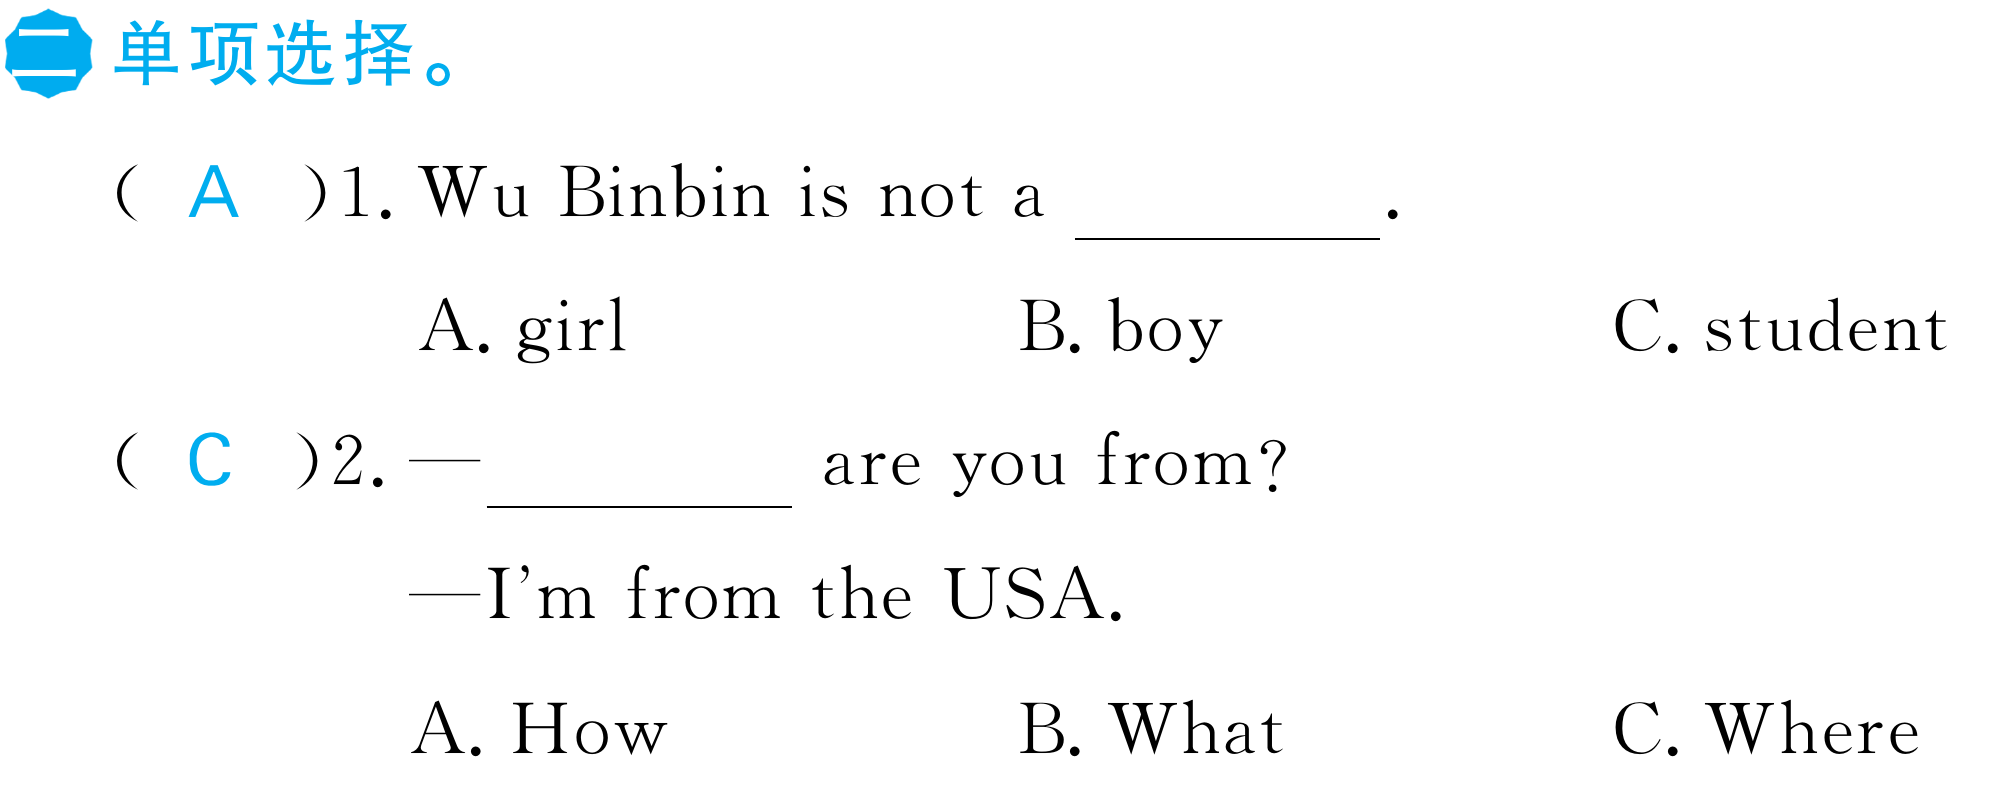 二 单项选择。
( A )1. Wu Binbin is not a ________.
A. girl B. boy C. student
( C )2. —________ are you from?
—I'm from the USA.
A. How B. What C. Where